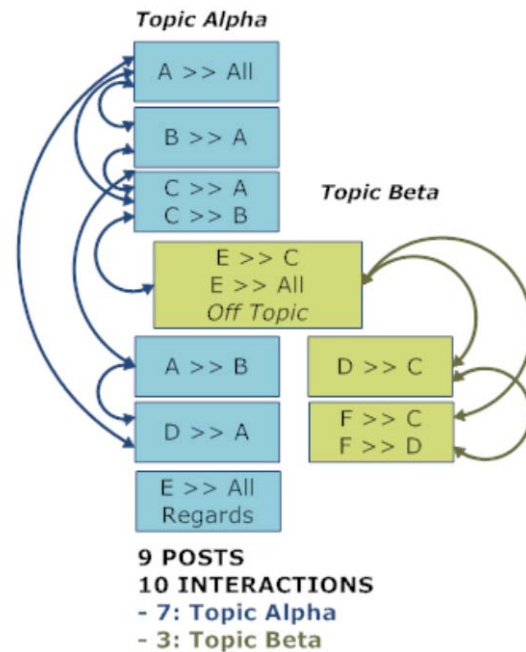 Topic Alpha
A >> All
B >> A
C >> A
C >> B
Topic Beta
E >> C
E >> All
Off Topic
A >> B
D >> C
D >> A
F >> C
F >> D
E >> All
Regards
9 POSTS
10 INTERACTIONS
- 7: Topic Alpha
- 3: Topic Beta